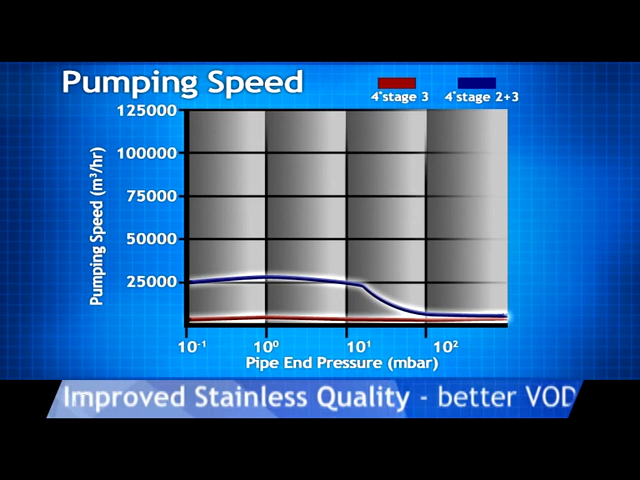 Pumping Speed
4*stage 3
4*stage 2+3
125000
100000
75000
50000
25000
Pumping Speed (m³/hr)
10⁻¹
10⁰
10¹
10²
Pipe End Pressure (mbar)
Improved Stainless Quality - better VOD